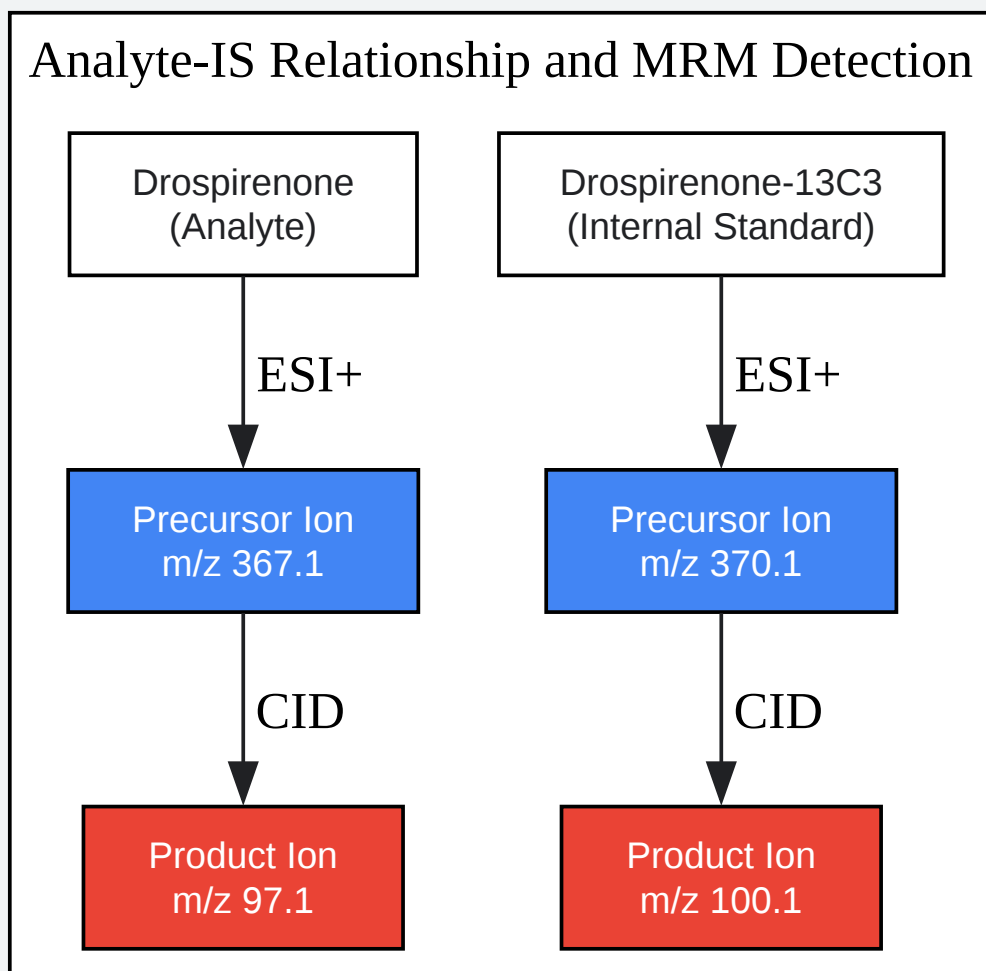 Analyte-IS Relationship and MRM Detection
Drospirenone
(Analyte)
Drospirenone-13C3
(Internal Standard)
ESI+
ESI+
Precursor Ion
m/z 367.1
Precursor Ion
m/z 370.1
CID
CID
Product Ion
m/z 97.1
Product Ion
m/z 100.1